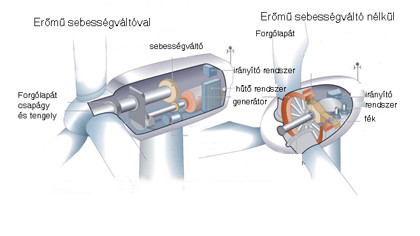 Erőmű sebességváltóval
Erőmű sebességváltó nélkül
Forgólapát
sebességváltó
irányító rendszer
hűtő rendszer
generátor
Forgólapát
csapágy
és tengely
irányító
rendszer
fék